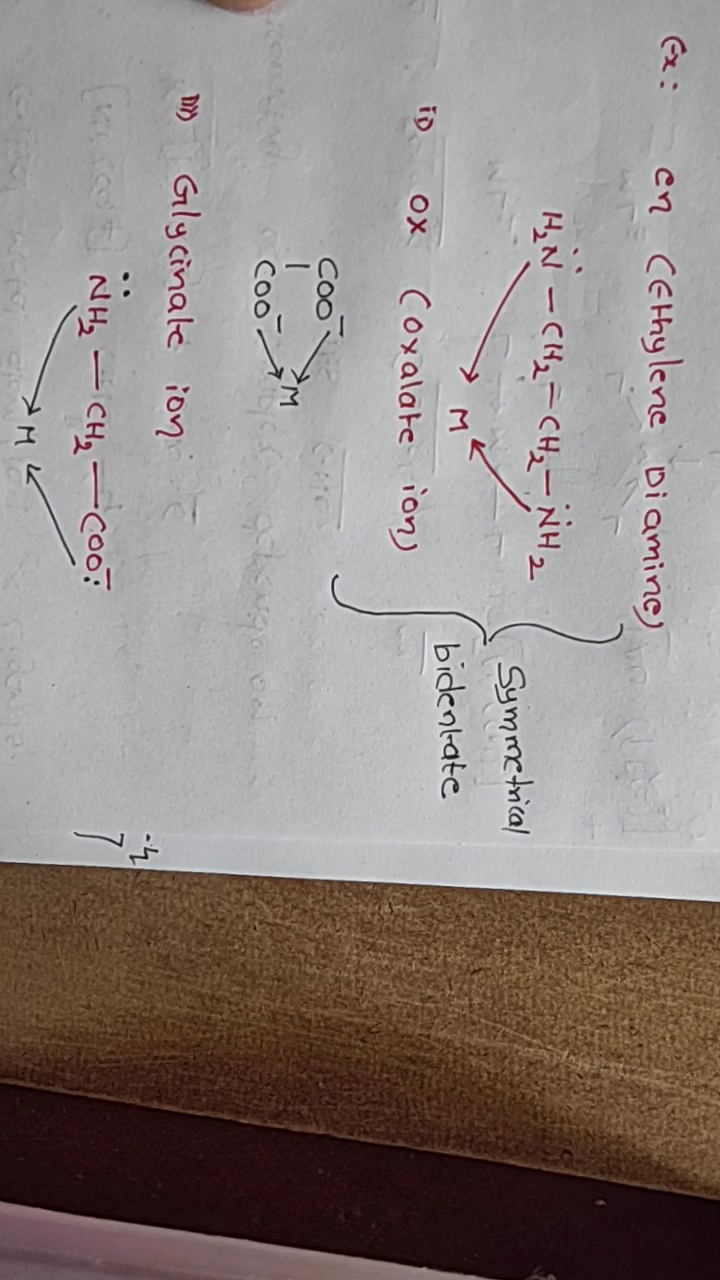 Ex: en (Ethylene Diamine)
H₂N̈ – CH₂ – CH₂ – N̈H₂
M
Symmetrical
bidentate
ii) ox (oxalate ion)
COO⁻
|
COO⁻
M
iii) Glycinate ion
N̈H₂ – CH₂ – COO⁻:
M